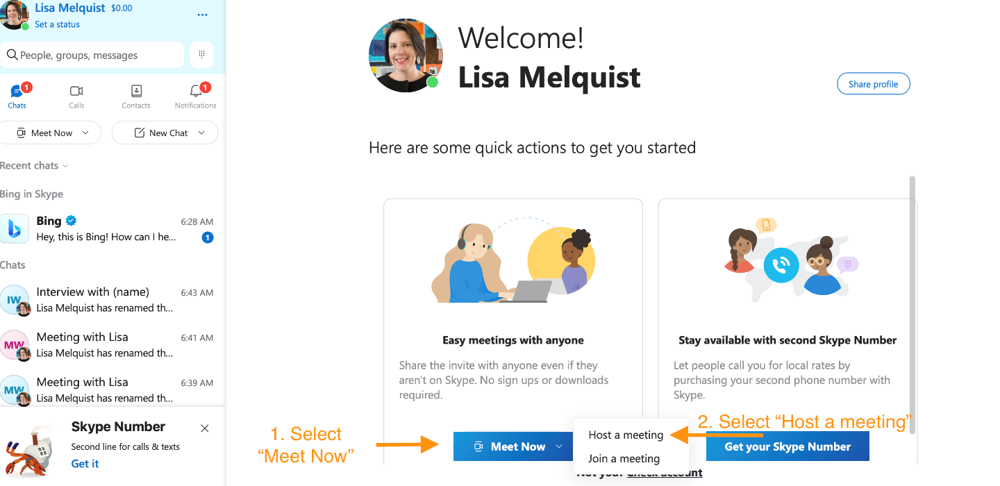 Lisa Melquist $0.00
Set a status
People, groups, messages
1
1
Chats
Calls
Contacts
Notifications
Meet Now
New Chat
Recent chats
Bing in Skype
Bing
6:28 AM
Hey, this is Bing! How can I he...
1
Chats
IW
Interview with (name)
6:43 AM
Lisa Melquist has renamed th...
MW
Meeting with Lisa
6:41 AM
Lisa Melquist has renamed th...
MW
Meeting with Lisa
6:39 AM
Lisa Melquist has renamed th...
Skype Number
Second line for calls & texts
Get it
Welcome!
Lisa Melquist
Share profile
Here are some quick actions to get you started
Easy meetings with anyone
Share the invite with anyone even if they
aren't on Skype. No sign ups or downloads
required.
Stay available with second Skype Number
Let people call you for local rates by
purchasing your second phone number with
Skype.
1. Select
“Meet Now”
Meet Now
Host a meeting
Join a meeting
2. Select “Host a meeting”
Get your Skype Number
Not you? Check account